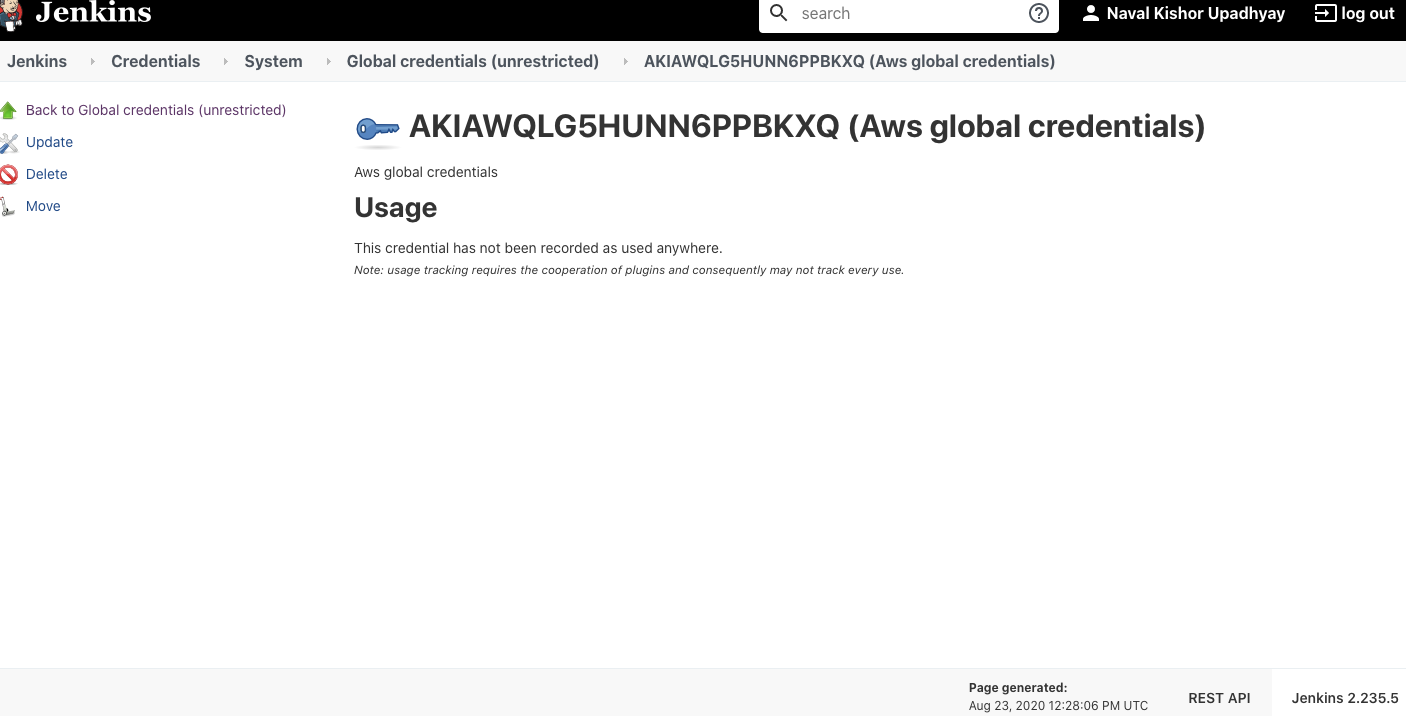 Jenkins
search
Naval Kishor Upadhyay
log out
Jenkins Credentials System Global credentials (unrestricted) AKIAWQLG5HUNN6PPBKXQ (Aws global credentials)
Back to Global credentials (unrestricted)
Update
Delete
Move
AKIAWQLG5HUNN6PPBKXQ (Aws global credentials)
Aws global credentials
Usage
This credential has not been recorded as used anywhere.
Note: usage tracking requires the cooperation of plugins and consequently may not track every use.
Page generated:
Aug 23, 2020 12:28:06 PM UTC
REST API
Jenkins 2.235.5